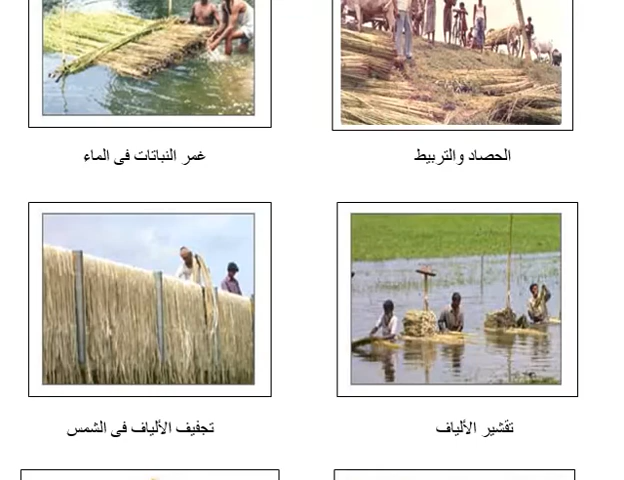 الحصاد والتربيط
غمر النباتات فى الماء
تقشير الألياف
تجفيف الألياف فى الشمس